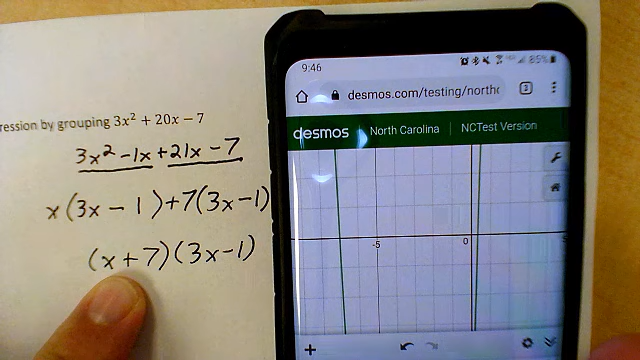 ression by grouping 3x² + 20x − 7
3x² − 1x + 21x − 7
x(3x − 1) + 7(3x − 1)
(x + 7)(3x − 1)
9:46
85%
desmos.com/testing/northc
3
desmos | North Carolina | NCTest Version
-5
0